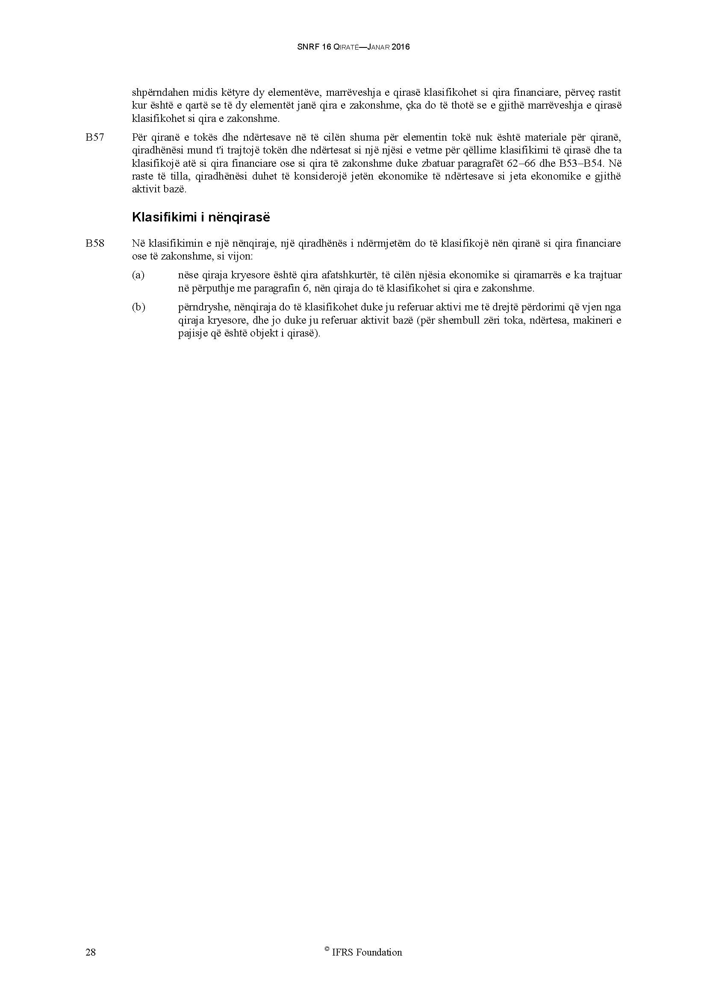 SNRF 16 QIRATË—JANAR 2016
shpërndahen midis këtyre dy elementëve, marrëveshja e qirasë klasifikohet si qira financiare, përveç rastit
kur është e qartë se të dy elementët janë qira e zakonshme, çka do të thotë se e gjithë marrëveshja e qirasë
klasifikohet si qira e zakonshme.
B57 Për qiranë e tokës dhe ndërtesave në të cilën shuma për elementin tokë nuk është materiale për qiranë,
qiradhënësi mund t'i trajtojë tokën dhe ndërtesat si një njësi e vetme për qëllime klasifikimi të qirasë dhe ta
klasifikojë atë si qira financiare ose si qira të zakonshme duke zbatuar paragrafët 62–66 dhe B53–B54. Në
raste të tilla, qiradhënësi duhet të konsiderojë jetën ekonomike të ndërtesave si jeta ekonomike e gjithë
aktivit bazë.
Klasifikimi i nënqirasë
B58 Në klasifikimin e një nënqiraje, një qiradhënës i ndërmjetëm do të klasifikojë nën qiranë si qira financiare
ose të zakonshme, si vijon:
(a) nëse qiraja kryesore është qira afatshkurtër, të cilën njësia ekonomike si qiramarrës e ka trajtuar
në përputhje me paragrafin 6, nën qiraja do të klasifikohet si qira e zakonshme.
(b) përndryshe, nënqiraja do të klasifikohet duke ju referuar aktivi me të drejtë përdorimi që vjen nga
qiraja kryesore, dhe jo duke ju referuar aktivit bazë (për shembull zëri toka, ndërtesa, makineri e
pajisje që është objekt i qirasë).
28 © IFRS Foundation